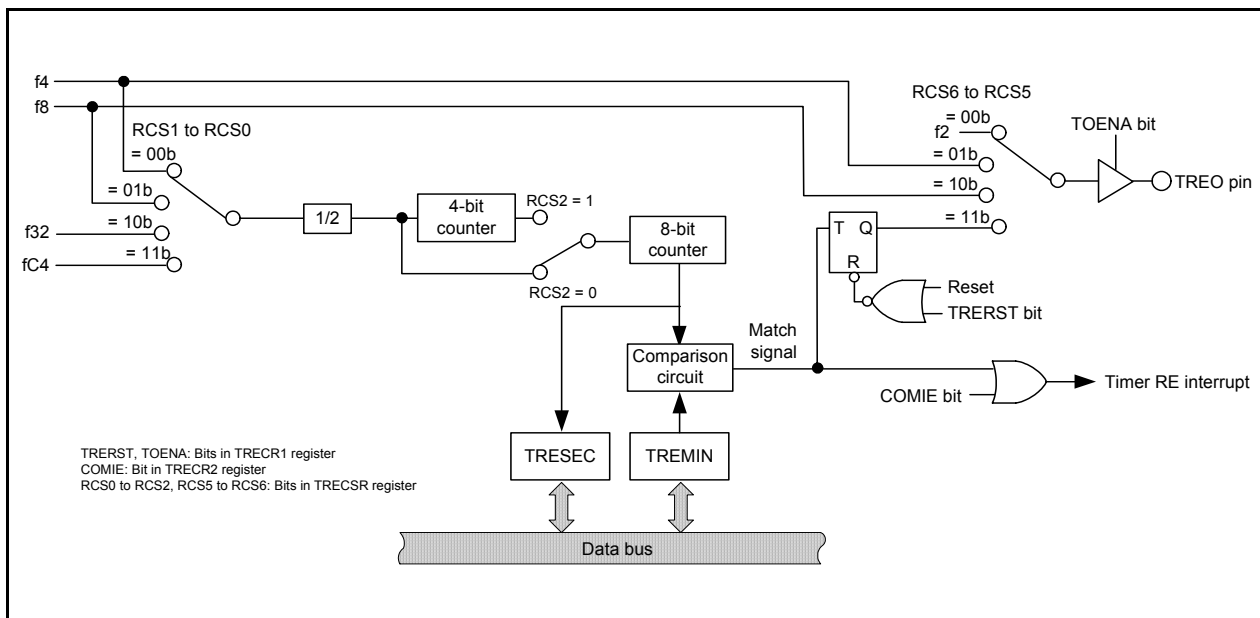 f4
f8
RCS1 to RCS0
= 00b
= 01b
= 10b
= 11b
f32
fC4
1/2
4-bit
counter
RCS2 = 1
RCS2 = 0
8-bit
counter
RCS6 to RCS5
= 00b
f2
= 01b
= 10b
= 11b
TOENA bit
TREO pin
T Q
R
Reset
TRERST bit
Comparison
circuit
Match
signal
COMIE bit
Timer RE interrupt
TRESEC
TREMIN
TRERST, TOENA: Bits in TRECR1 register
COMIE: Bit in TRECR2 register
RCS0 to RCS2, RCS5 to RCS6: Bits in TRECSR register
Data bus